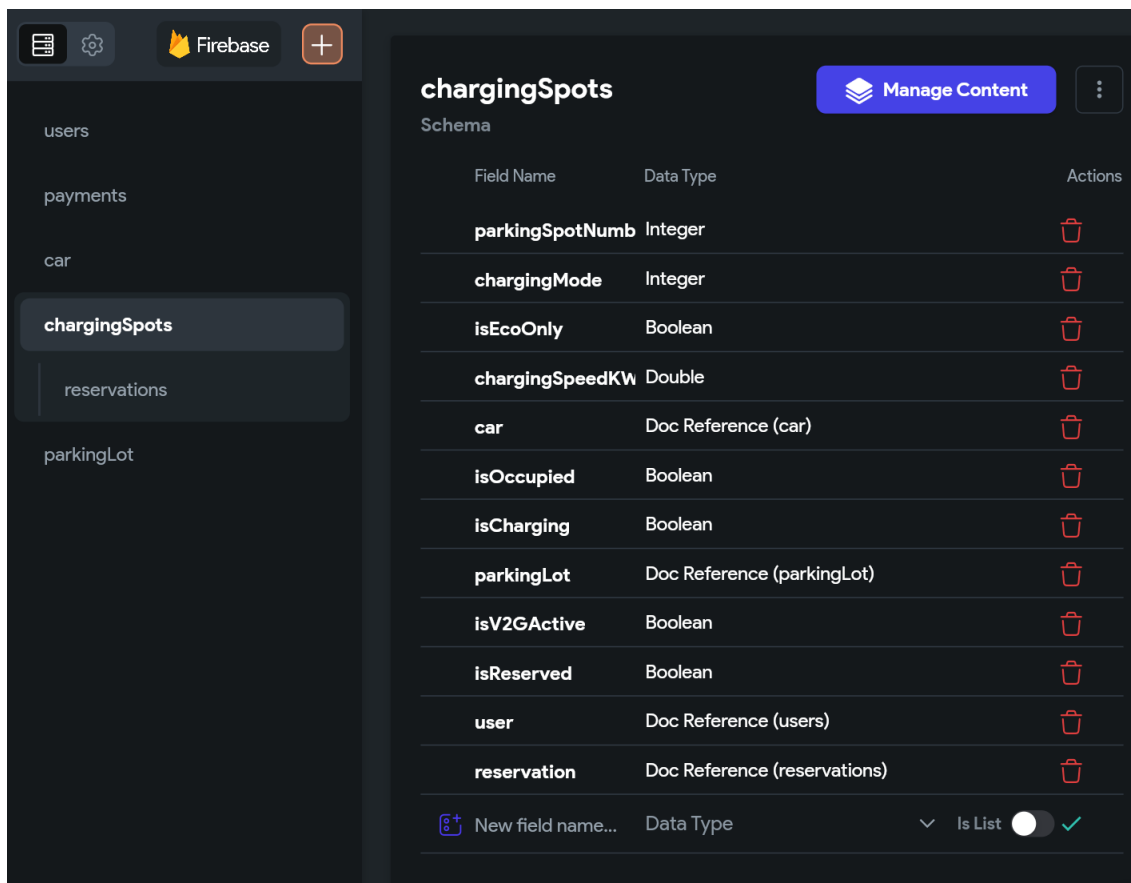 Firebase
users
payments
car
chargingSpots
reservations
parkingLot
chargingSpots
Manage Content
Schema
Field Name Data Type Actions
parkingSpotNumb Integer
chargingMode Integer
isEcoOnly Boolean
chargingSpeedKW Double
car Doc Reference (car)
isOccupied Boolean
isCharging Boolean
parkingLot Doc Reference (parkingLot)
isV2GActive Boolean
isReserved Boolean
user Doc Reference (users)
reservation Doc Reference (reservations)
New field name... Data Type Is List